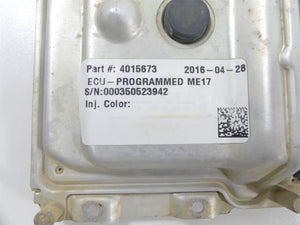 Part #: 4015673 2016-04-28
ECU-PROGRAMMED ME17
S/N:000350523942
Inj. Color: